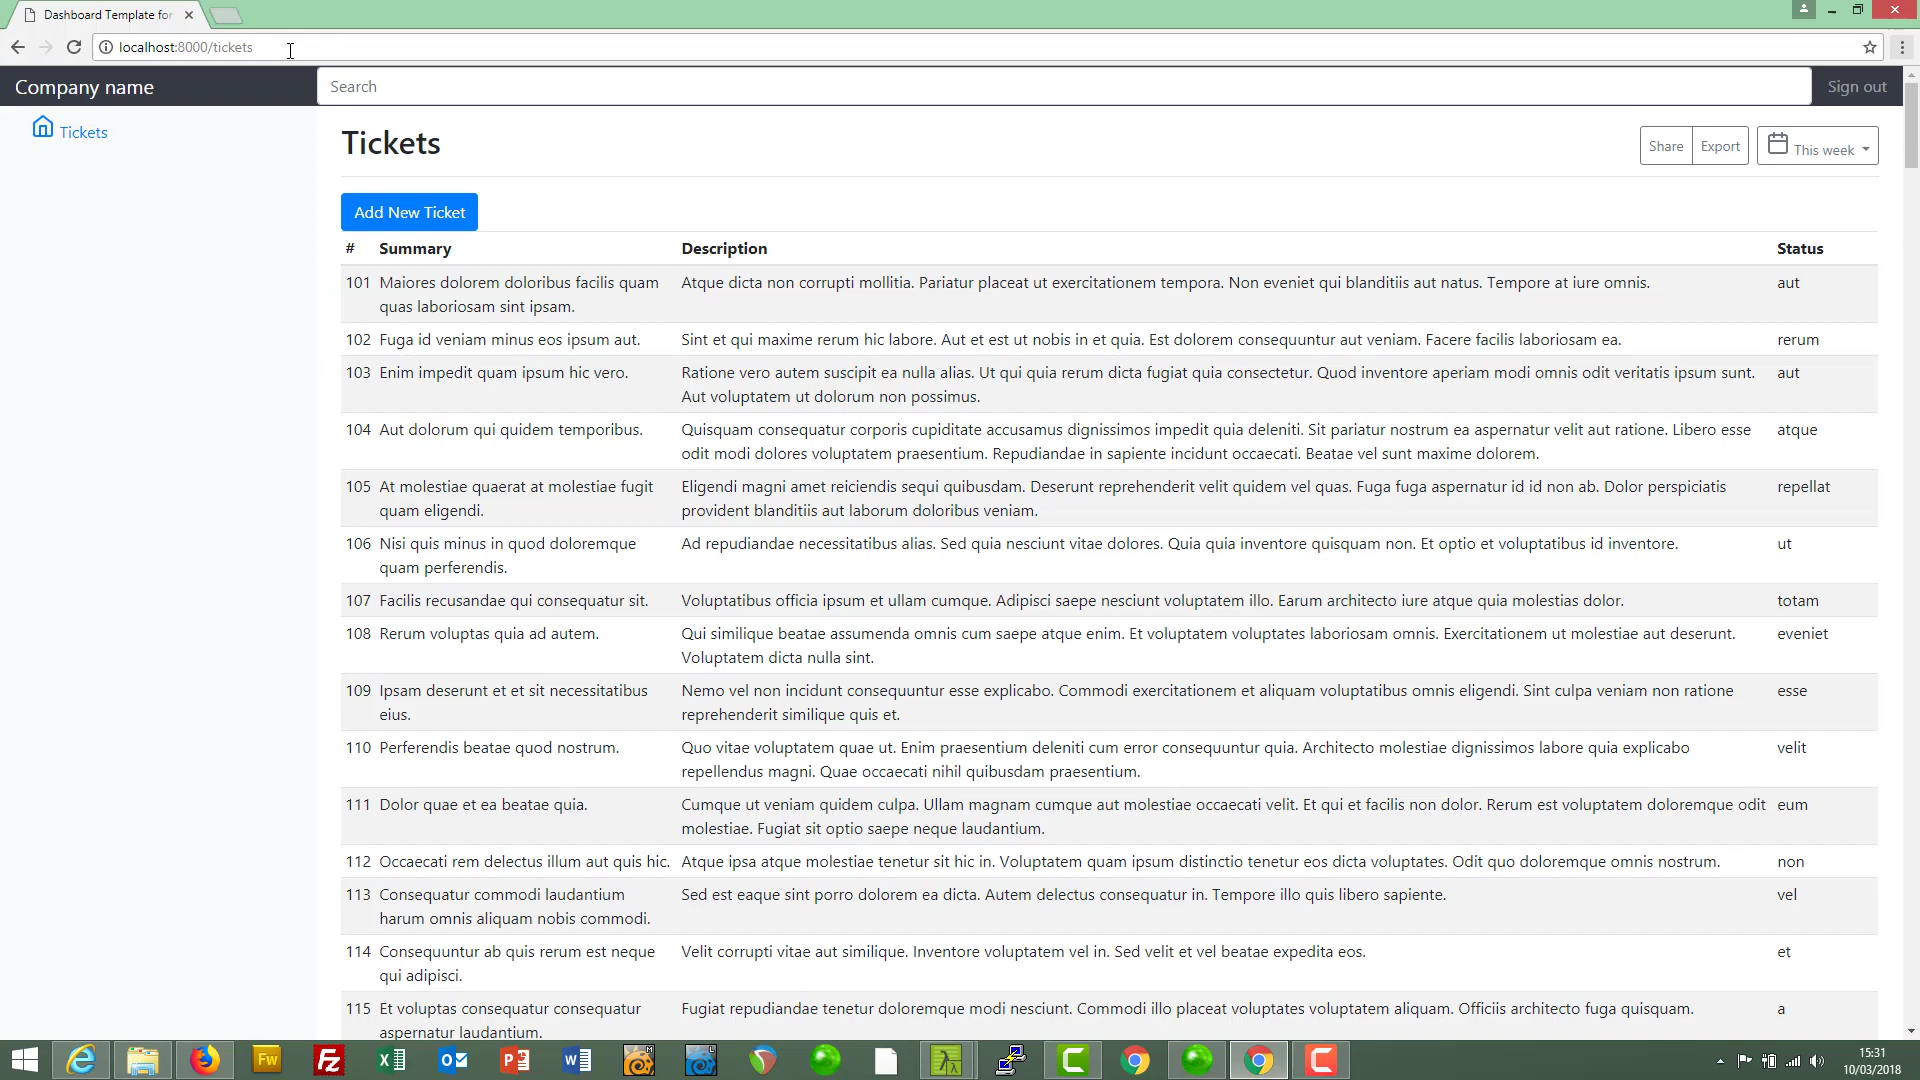 Dashboard Template for
localhost:8000/tickets
Company name
Search
Sign out
Tickets
Tickets
Share
Export
This week
Add New Ticket
# Summary Description Status
101 Maiores dolorem doloribus facilis quam Atque dicta non corrupti mollitia. Pariatur placeat ut exercitationem tempora. Non eveniet qui blanditiis aut natus. Tempore at iure omnis. aut
quas laboriosam sint ipsam.
102 Fuga id veniam minus eos ipsum aut. Sint et qui maxime rerum hic labore. Aut et est ut nobis in et quia. Est dolorem consequuntur aut veniam. Facere facilis laboriosam ea. rerum
103 Enim impedit quam ipsum hic vero. Ratione vero autem suscipit ea nulla alias. Ut qui quia rerum dicta fugiat quia consectetur. Quod inventore aperiam modi omnis odit veritatis ipsum sunt. aut
Aut voluptatem ut dolorum non possimus.
104 Aut dolorum qui quidem temporibus. Quisquam consequatur corporis cupiditate accusamus dignissimos impedit quia deleniti. Sit pariatur nostrum ea aspernatur velit aut ratione. Libero esse atque
odit modi dolores voluptatem praesentium. Repudiandae in sapiente incidunt occaecati. Beatae vel sunt maxime dolorem.
105 At molestiae quaerat at molestiae fugit Eligendi magni amet reiciendis sequi quibusdam. Deserunt reprehenderit velit quidem vel quas. Fuga fuga aspernatur id id non ab. Dolor perspiciatis repellat
quam eligendi. provident blanditiis aut laborum doloribus veniam.
106 Nisi quis minus in quod doloremque Ad repudiandae necessitatibus alias. Sed quia nesciunt vitae dolores. Quia quia inventore quisquam non. Et optio et voluptatibus id inventore. ut
quam perferendis.
107 Facilis recusandae qui consequatur sit. Voluptatibus officia ipsum et ullam cumque. Adipisci saepe nesciunt voluptatem illo. Earum architecto iure atque quia molestias dolor. totam
108 Rerum voluptas quia ad autem. Qui similique beatae assumenda omnis cum saepe atque enim. Et voluptatem voluptates laboriosam omnis. Exercitationem ut molestiae aut deserunt. eveniet
Voluptatem dicta nulla sint.
109 Ipsam deserunt et et sit necessitatibus Nemo vel non incidunt consequuntur esse explicabo. Commodi exercitationem et aliquam voluptatibus omnis eligendi. Sint culpa veniam non ratione esse
eius. reprehenderit similique quis et.
110 Perferendis beatae quod nostrum. Quo vitae voluptatem quae ut. Enim praesentium deleniti cum error consequuntur quia. Architecto molestiae dignissimos labore quia explicabo velit
repellendus magni. Quae occaecati nihil quibusdam praesentium.
111 Dolor quae et ea beatae quia. Cumque ut veniam quidem culpa. Ullam magnam cumque aut molestiae occaecati velit. Et qui et facilis non dolor. Rerum est voluptatem doloremque odit eum
molestiae. Fugiat sit optio saepe neque laudantium.
112 Occaecati rem delectus illum aut quis hic. Atque ipsa atque molestiae tenetur sit hic in. Voluptatem quam ipsum distinctio tenetur eos dicta voluptates. Odit quo doloremque omnis nostrum. non
113 Consequatur commodi laudantium Sed est eaque sint porro dolorem ea dicta. Autem delectus consequatur in. Tempore illo quis libero sapiente. vel
harum omnis aliquam nobis commodi.
114 Consequuntur ab quis rerum est neque Velit corrupti vitae aut similique. Inventore voluptatem vel in. Sed velit et vel beatae expedita eos. et
qui adipisci.
115 Et voluptas consequatur consequatur Fugiat repudiandae tenetur doloremque modi nesciunt. Commodi illo placeat voluptates voluptatem aliquam. Officiis architecto fuga quisquam. a
aspernatur laudantium.
Fw
Fz
15:31
10/03/2018